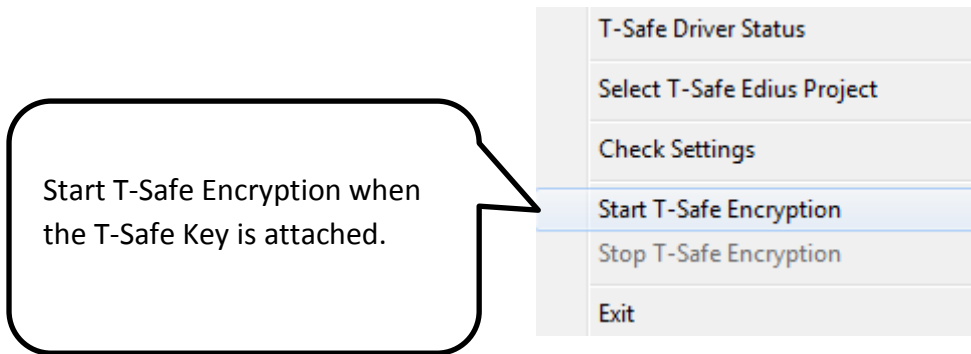 Start T-Safe Encryption when
the T-Safe Key is attached.
T-Safe Driver Status
Select T-Safe Edius Project
Check Settings
Start T-Safe Encryption
Stop T-Safe Encryption
Exit